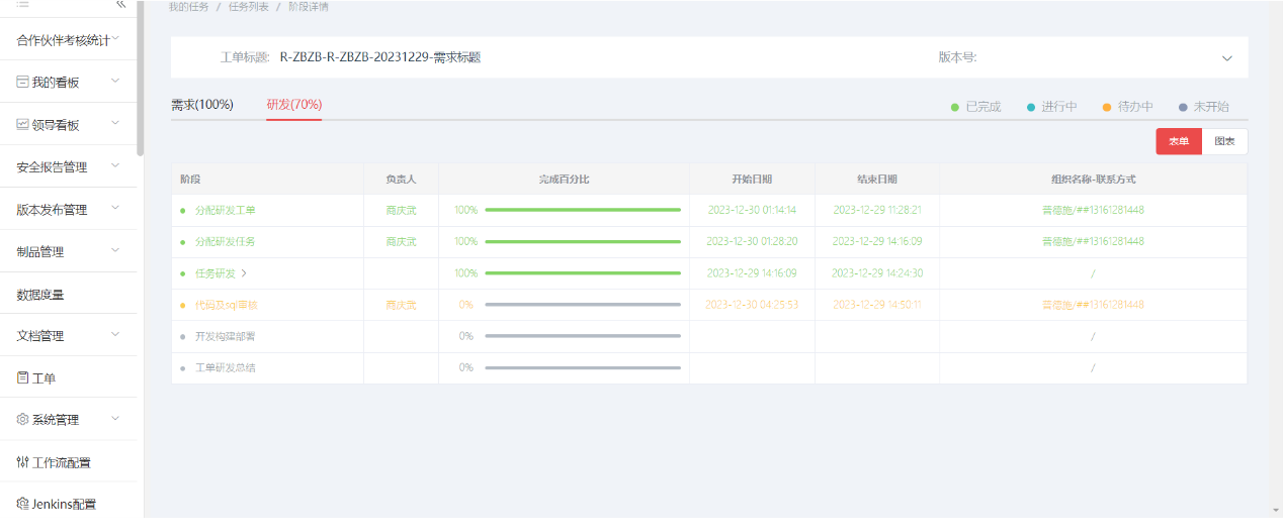 我的任务 / 任务列表 / 阶段详情
合作伙伴考核统计
我的看板
领导看板
安全报告管理
版本发布管理
制品管理
数据度量
文档管理
工单
系统管理
工作流配置
Jenkins配置
工单标题: R-ZBZB-R-ZBZB-20231229-需求标题 版本号:
需求(100%) 研发(70%) 已完成 进行中 待办中 未开始
表单 图表
阶段 负责人 完成百分比 开始日期 结束日期 组织名称-联系方式
分配研发工单 商庆武 100% 2023-12-30 01:14:14 2023-12-29 11:28:21 普德施/##13161281448
分配研发任务 商庆武 100% 2023-12-30 01:28:20 2023-12-29 14:16:09 普德施/##13161281448
任务研发 > 100% 2023-12-29 14:16:09 2023-12-29 14:24:30 /
代码及sql审核 商庆武 0% 2023-12-30 04:25:53 2023-12-29 14:50:11 普德施/##13161281448
开发构建部署 0% /
工单研发总结 0% /